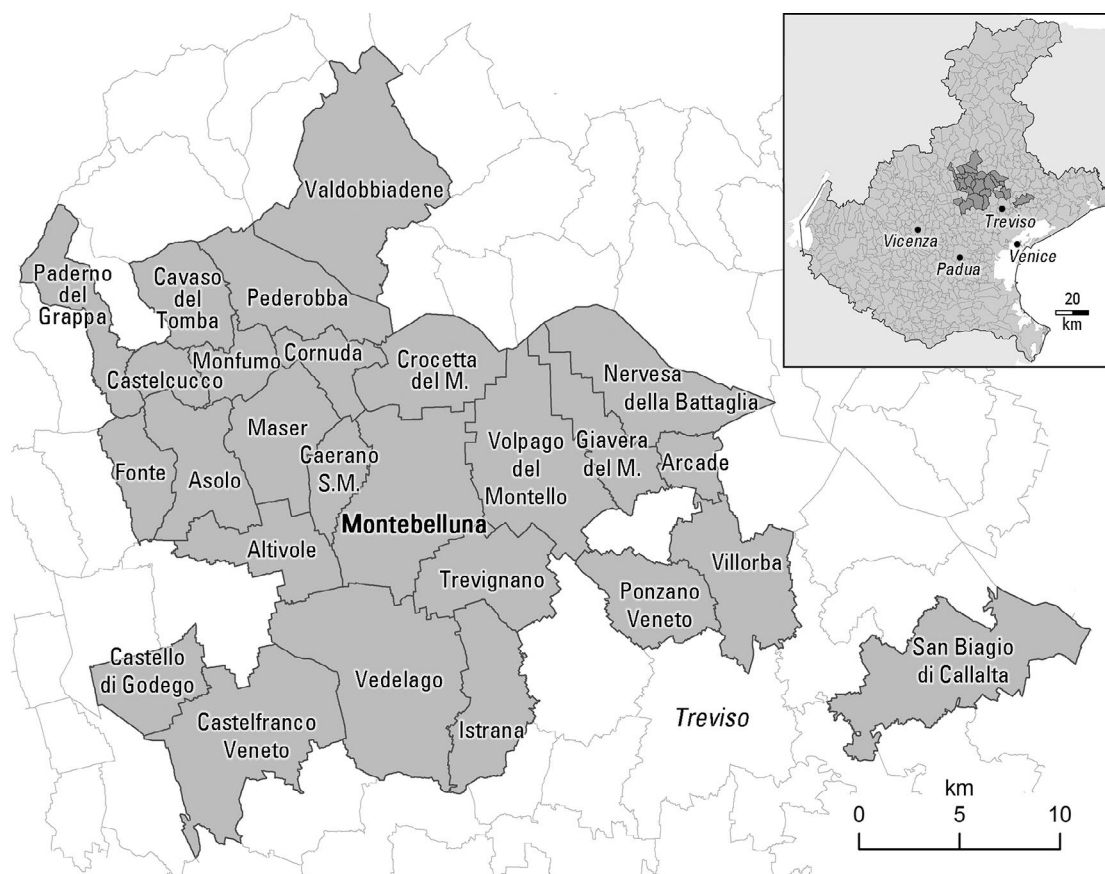 Valdobbiadene
Paderno
del
Grappa
Cavaso
del
Tomba
Pederobba
Castelcucco
Monfumo
Cornuda
Crocetta
del M.
Nervesa
della Battaglia
Fonte
Asolo
Maser
Caerano
S.M.
Volpago
del
Montello
Giavera
del M.
Arcade
Montebelluna
Altivole
Trevignano
Ponzano
Veneto
Villorba
Castello
di Godego
Castelfranco
Veneto
Vedelago
Istrana
Treviso
San Biagio
di Callalta
km
0 5 10
Vicenza
Treviso
Venice
Padua
20
km